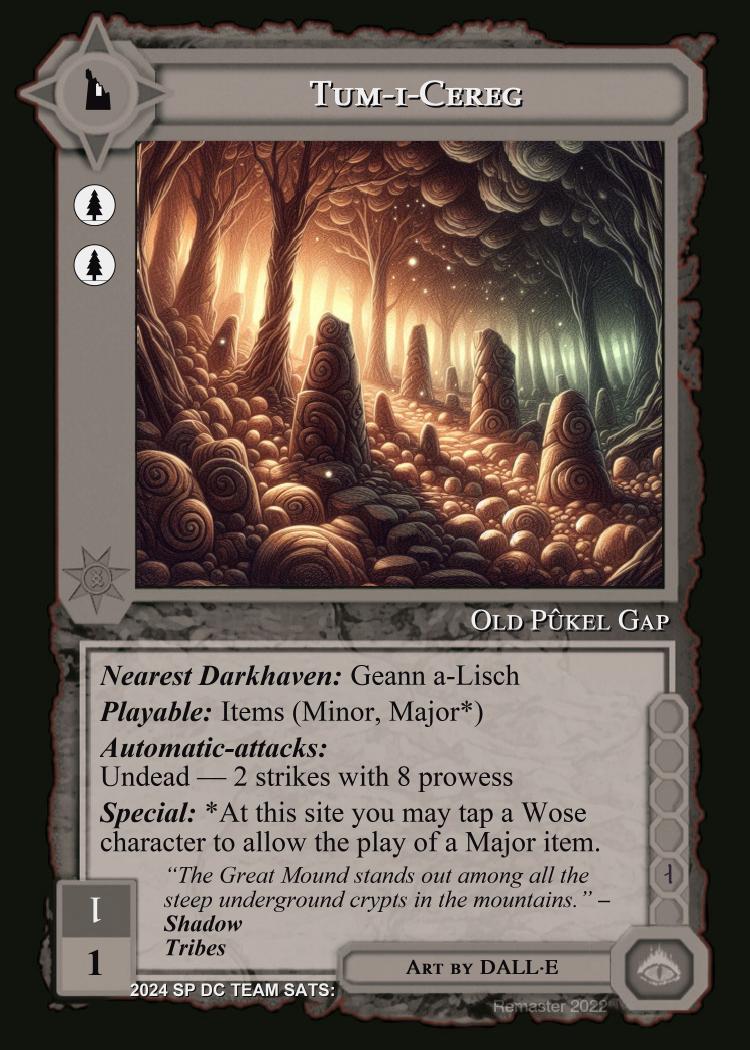 Tum-i-Cereg
Old Pûkel Gap
Nearest Darkhaven: Geann a-Lisch
Playable: Items (Minor, Major*)
Automatic-attacks:
Undead — 2 strikes with 8 prowess
Special: *At this site you may tap a Wose
character to allow the play of a Major item.
“The Great Mound stands out among all the
steep underground crypts in the mountains.” –
Shadow
Tribes
1
1
Art by DALL·E
2024 SP DC TEAM SATS:
Remaster 2022